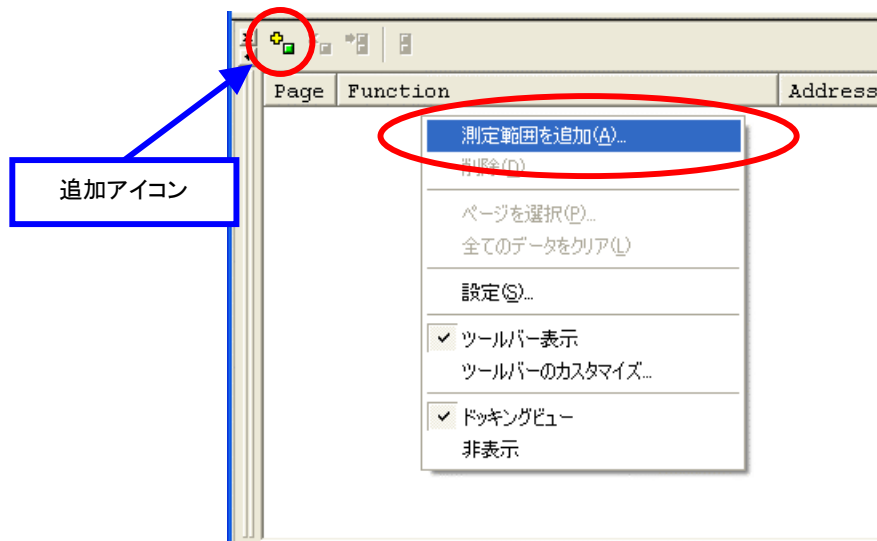 Page Function Address
測定範囲を追加(A)...
削除(D)
追加アイコン
ページを選択(P)...
全てのデータをクリア(L)
設定(S)...
ツールバー表示
ツールバーのカスタマイズ...
ドッキングビュー
非表示